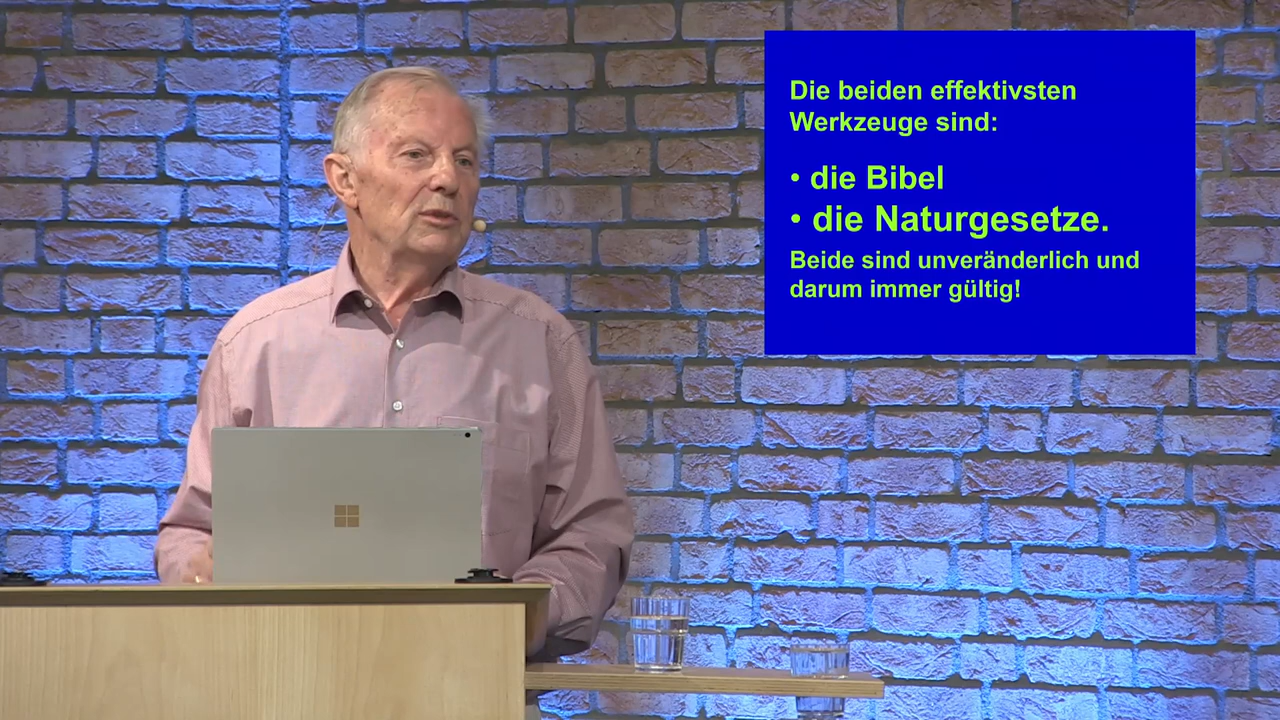 Die beiden effektivsten
Werkzeuge sind:
• die Bibel
• die Naturgesetze.
Beide sind unveränderlich und
darum immer gültig!